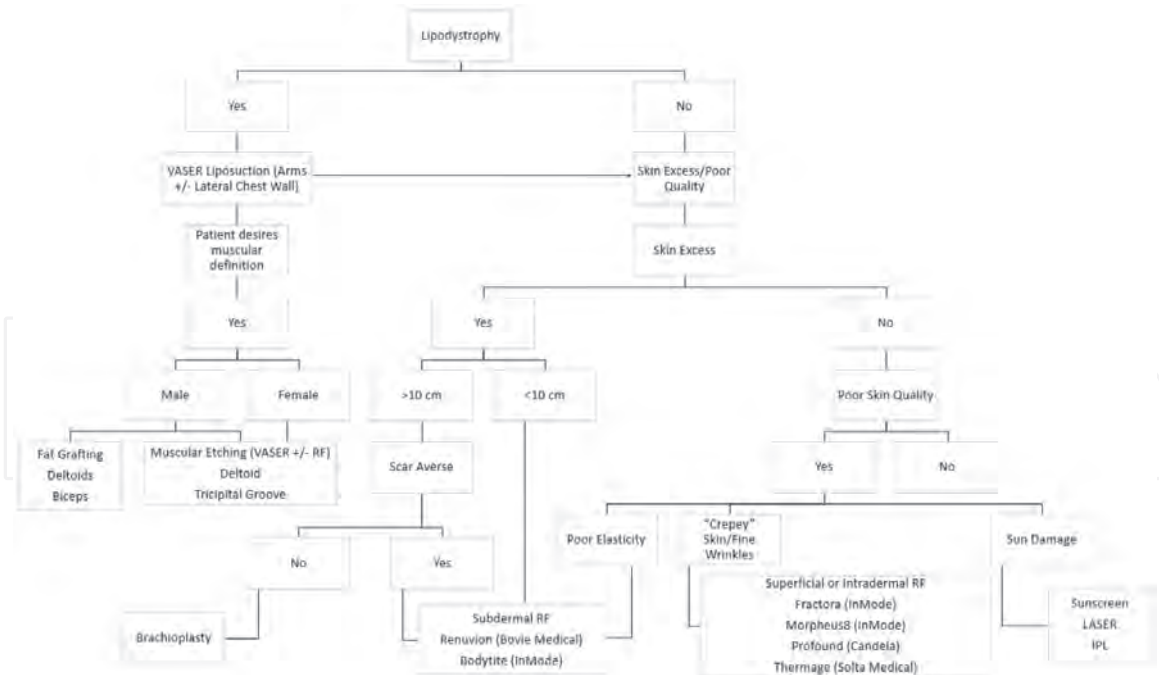 Lipodystrophy
Yes
No
VASER Liposuction (Arms
+/- Lateral Chest Wall)
Skin Excess/Poor
Quality
Patient desires
muscular
definition
Skin Excess
Yes
Yes
No
Male
Female
>10 cm
<10 cm
Poor Skin Quality
Fat Grafting
Deltoids
Biceps
Muscular Etching (VASER +/- RF)
Deltoid
Tricipital Groove
Scar Averse
Yes
No
No
Yes
Poor Elasticity
"Crepey"
Skin/Fine
Wrinkles
Sun Damage
Brachioplasty
Subdermal RF
Renuvion (Bovie Medical)
Bodytite (InMode)
Superficial or Intradermal RF
Fractora (InMode)
Morpheus8 (InMode)
Profound (Candela)
Thermage (Solta Medical)
Sunscreen
LASER
IPL